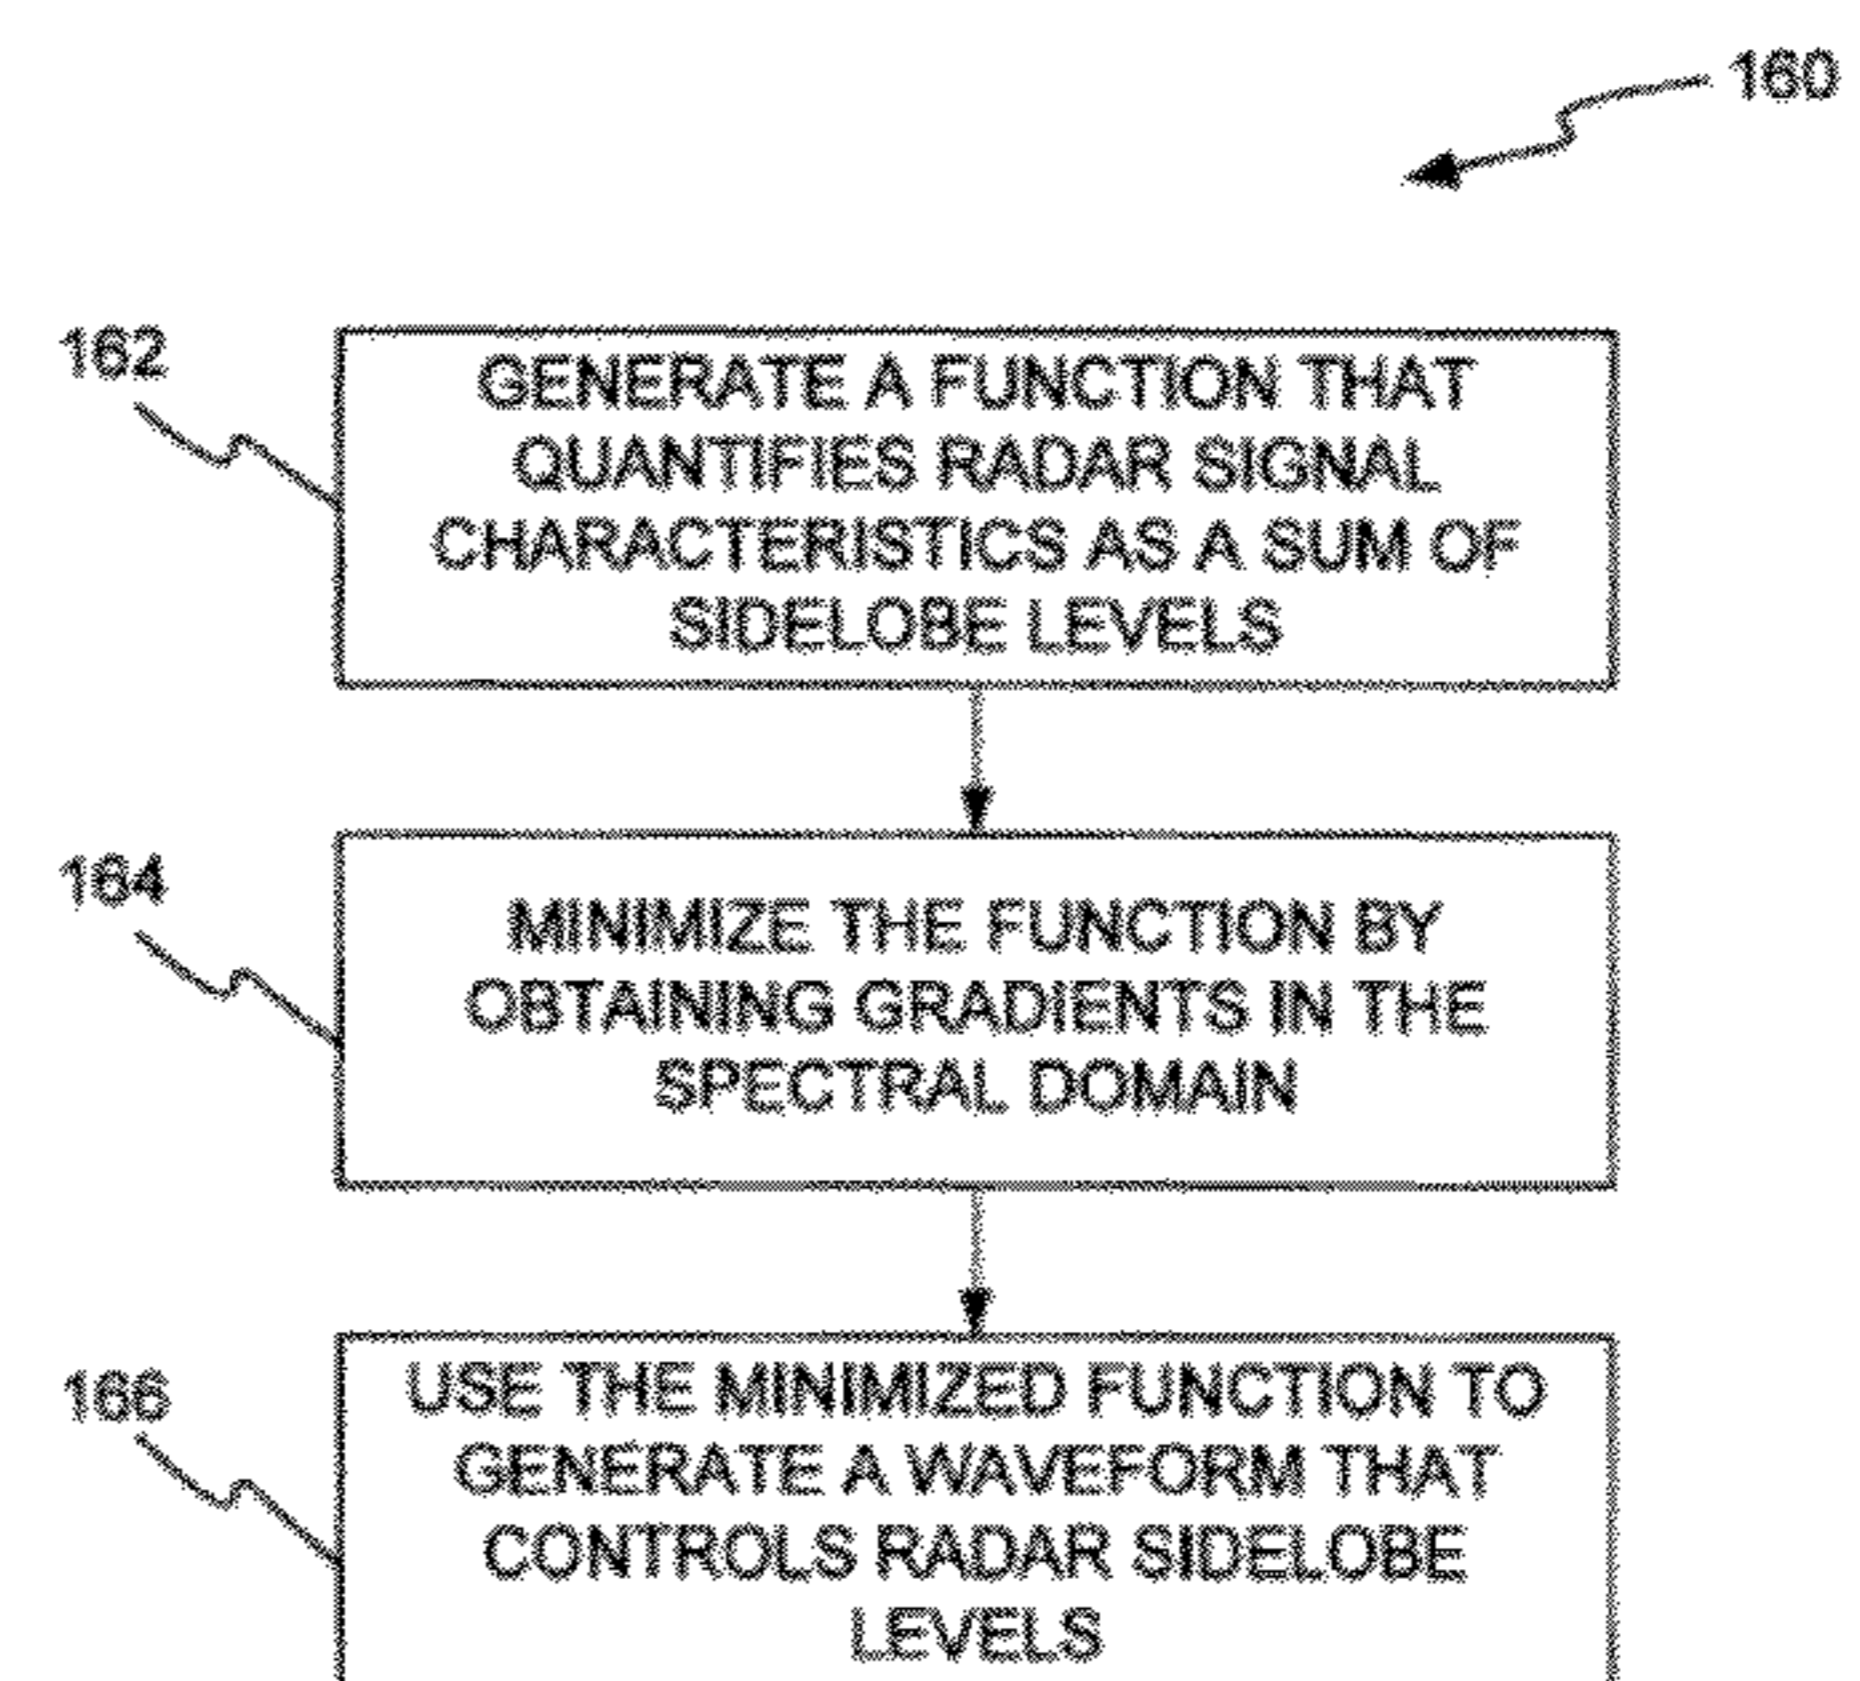 160
162
GENERATE A FUNCTION THAT
QUANTIFIES RADAR SIGNAL
CHARACTERISTICS AS A SUM OF
SIDELOBE LEVELS
164
MINIMIZE THE FUNCTION BY
OBTAINING GRADIENTS IN THE
SPECTRAL DOMAIN
166
USE THE MINIMIZED FUNCTION TO
GENERATE A WAVEFORM THAT
CONTROLS RADAR SIDELOBE
LEVELS